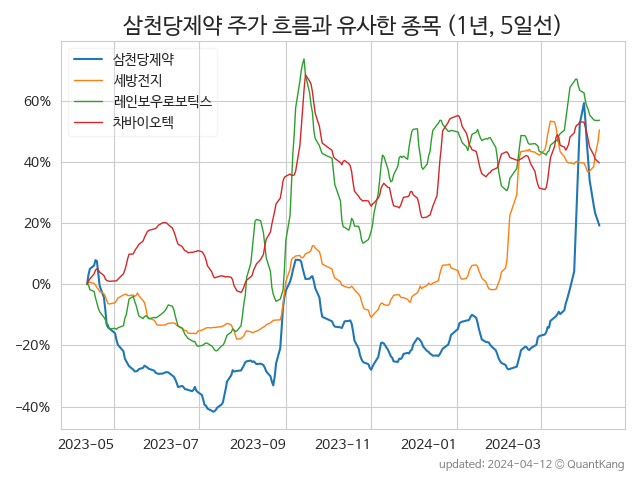 삼천당제약 주가 흐름과 유사한 종목 (1년, 5일선)
삼천당제약
세방전지
레인보우로보틱스
차바이오텍
60%
40%
20%
0%
−20%
−40%
2023-05 2023-07 2023-09 2023-11 2024-01 2024-03
updated: 2024-04-12 © QuantKang